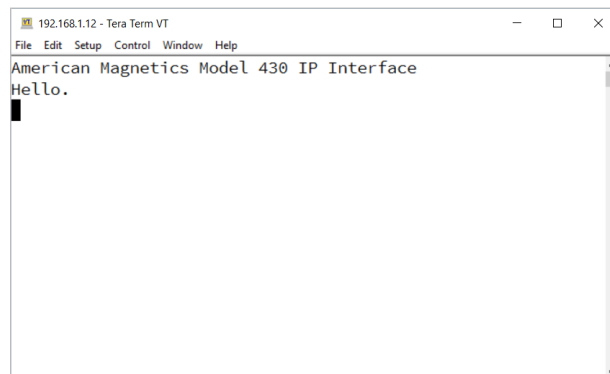 192.168.1.12 - Tera Term VT
File Edit Setup Control Window Help
American Magnetics Model 430 IP Interface
Hello.